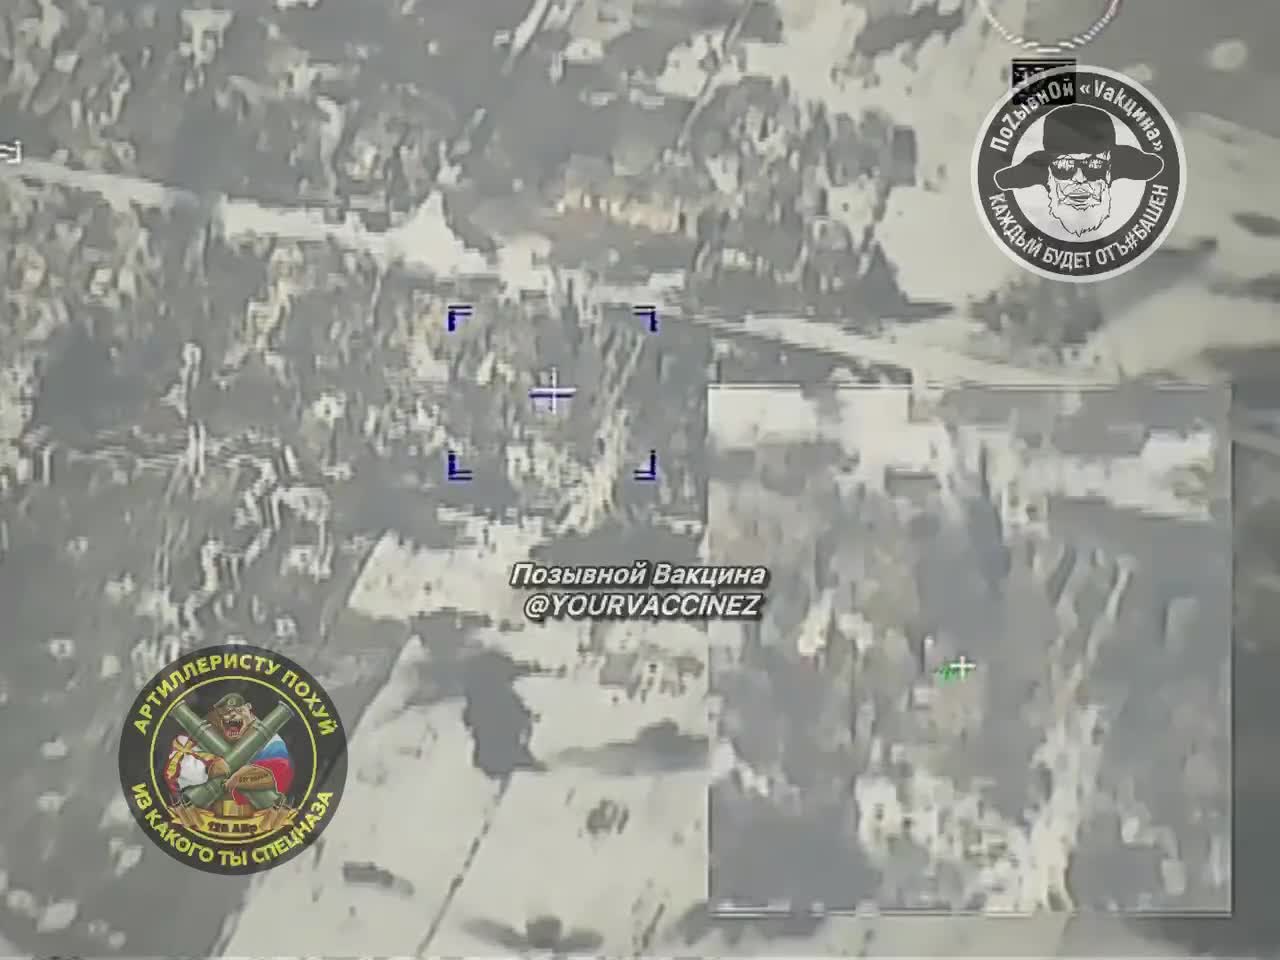 ПоZывнОй «Vakцина»
КАЖДЫЙ БУДЕТ ОТЪ#БАШЕН
Позывной Вакцина
@YOURVACCINEZ
АРТИЛЛЕРИСТУ ПОХУЙ
ИЗ КАКОГО ТЫ СПЕЦНАЗА